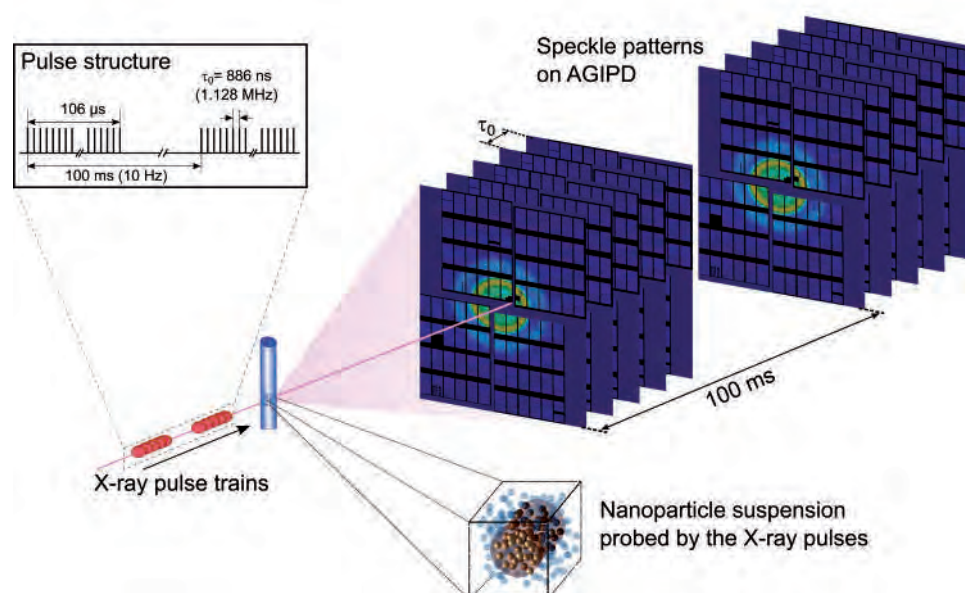 Pulse structure
τ₀= 886 ns
(1.128 MHz)
106 µs
100 ms (10 Hz)
Speckle patterns
on AGIPD
τ₀
100 ms
X-ray pulse trains
Nanoparticle suspension
probed by the X-ray pulses